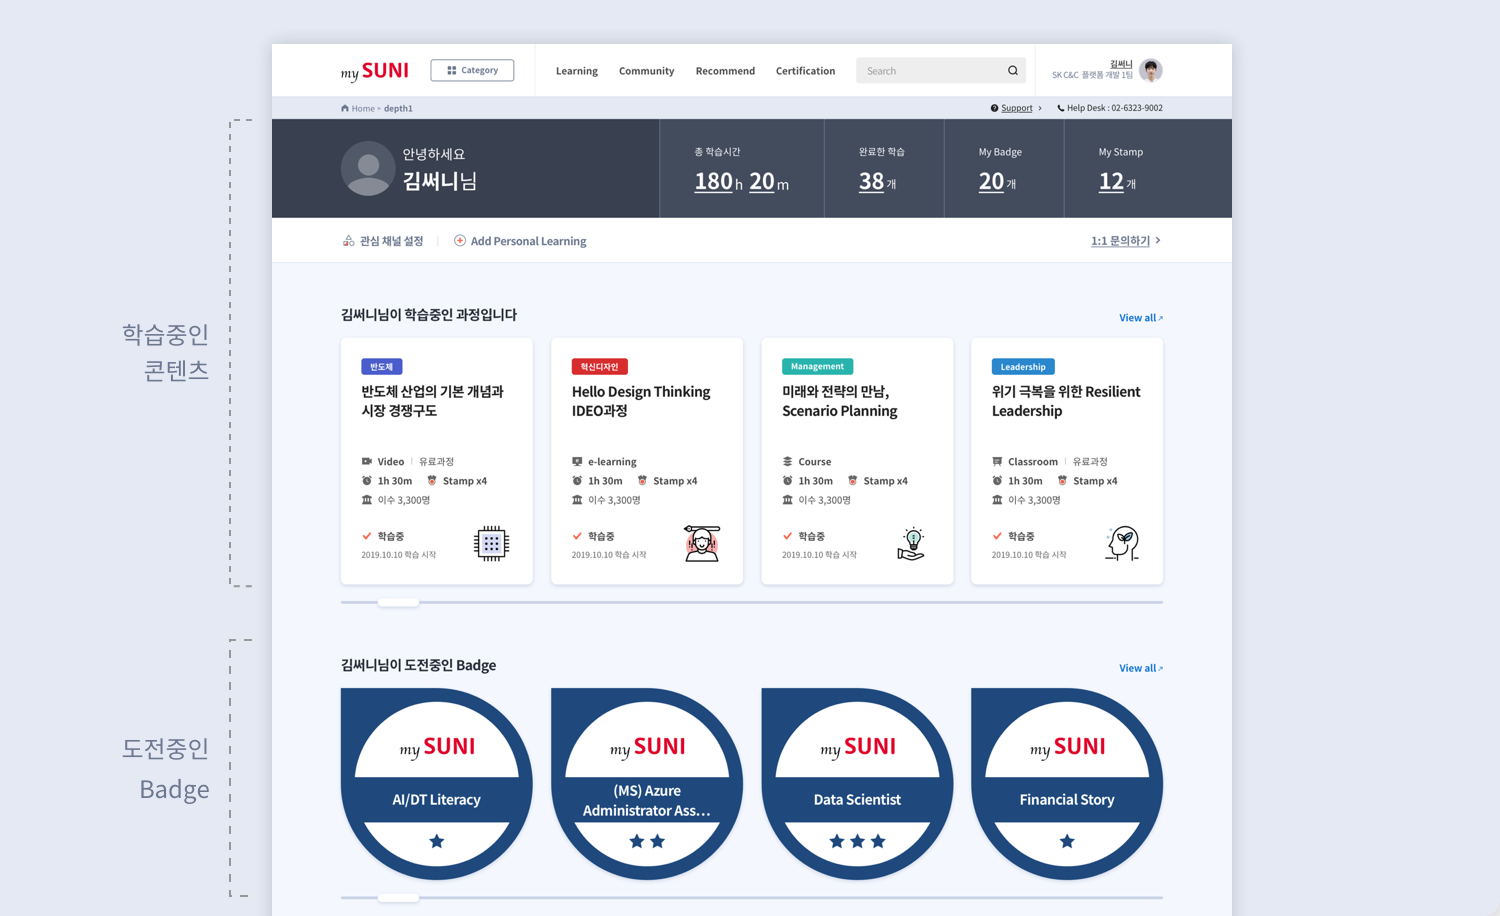 my SUNI
Category
Learning
Community
Recommend
Certification
Search
김써니
SK C&C 플랫폼 개발 1팀
Home > depth1
Support >
Help Desk : 02-6323-9002
안녕하세요
김써니님
총 학습시간
180 h 20 m
완료한 학습
38 개
My Badge
20 개
My Stamp
12 개
관심 채널 설정
Add Personal Learning
1:1 문의하기 >
학습중인
콘텐츠
김써니님이 학습중인 과정입니다
View all
반도체
반도체 산업의 기본 개념과
시장 경쟁구도
Video | 유료과정
1h 30m Stamp x4
이수 3,300명
학습중
2019.10.10 학습 시작
혁신디자인
Hello Design Thinking
IDEO과정
e-learning
1h 30m Stamp x4
이수 3,300명
학습중
2019.10.10 학습 시작
Management
미래와 전략의 만남,
Scenario Planning
Course
1h 30m Stamp x4
이수 3,300명
학습중
2019.10.10 학습 시작
Leadership
위기 극복을 위한 Resilient
Leadership
Classroom | 유료과정
1h 30m Stamp x4
이수 3,300명
학습중
2019.10.10 학습 시작
도전중인
Badge
김써니님이 도전중인 Badge
View all
my SUNI
AI/DT Literacy
my SUNI
(MS) Azure
Administrator Ass...
my SUNI
Data Scientist
my SUNI
Financial Story